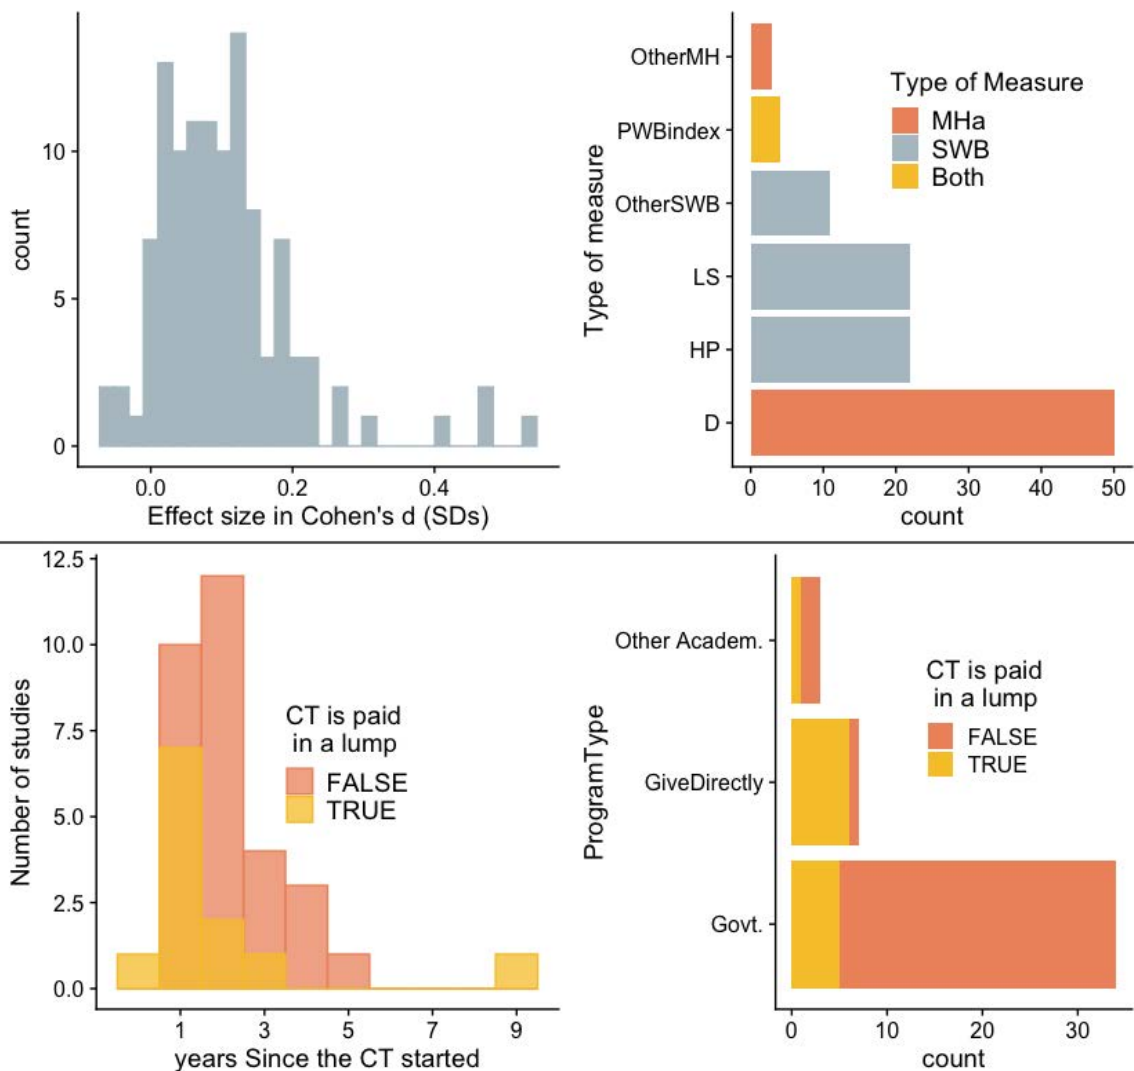 count
10
5
0
0.0
0.2
0.4
Effect size in Cohen's d (SDs)
Type of measure
OtherMH
PWBindex
OtherSWB
LS
HP
D
Type of Measure
MHa
SWB
Both
0
10
20
30
40
50
count
Number of studies
12.5
10.0
7.5
5.0
2.5
0.0
CT is paid
in a lump
FALSE
TRUE
1
3
5
7
9
years Since the CT started
ProgramType
Other Academ.
GiveDirectly
Govt.
CT is paid
in a lump
FALSE
TRUE
0
10
20
30
count